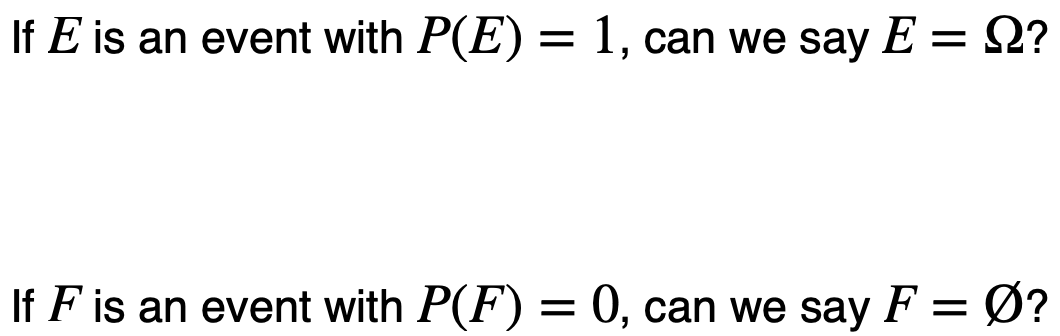 If E is an event with P(E) = 1, can we say E = Ω?
If F is an event with P(F) = 0, can we say F = Ø?